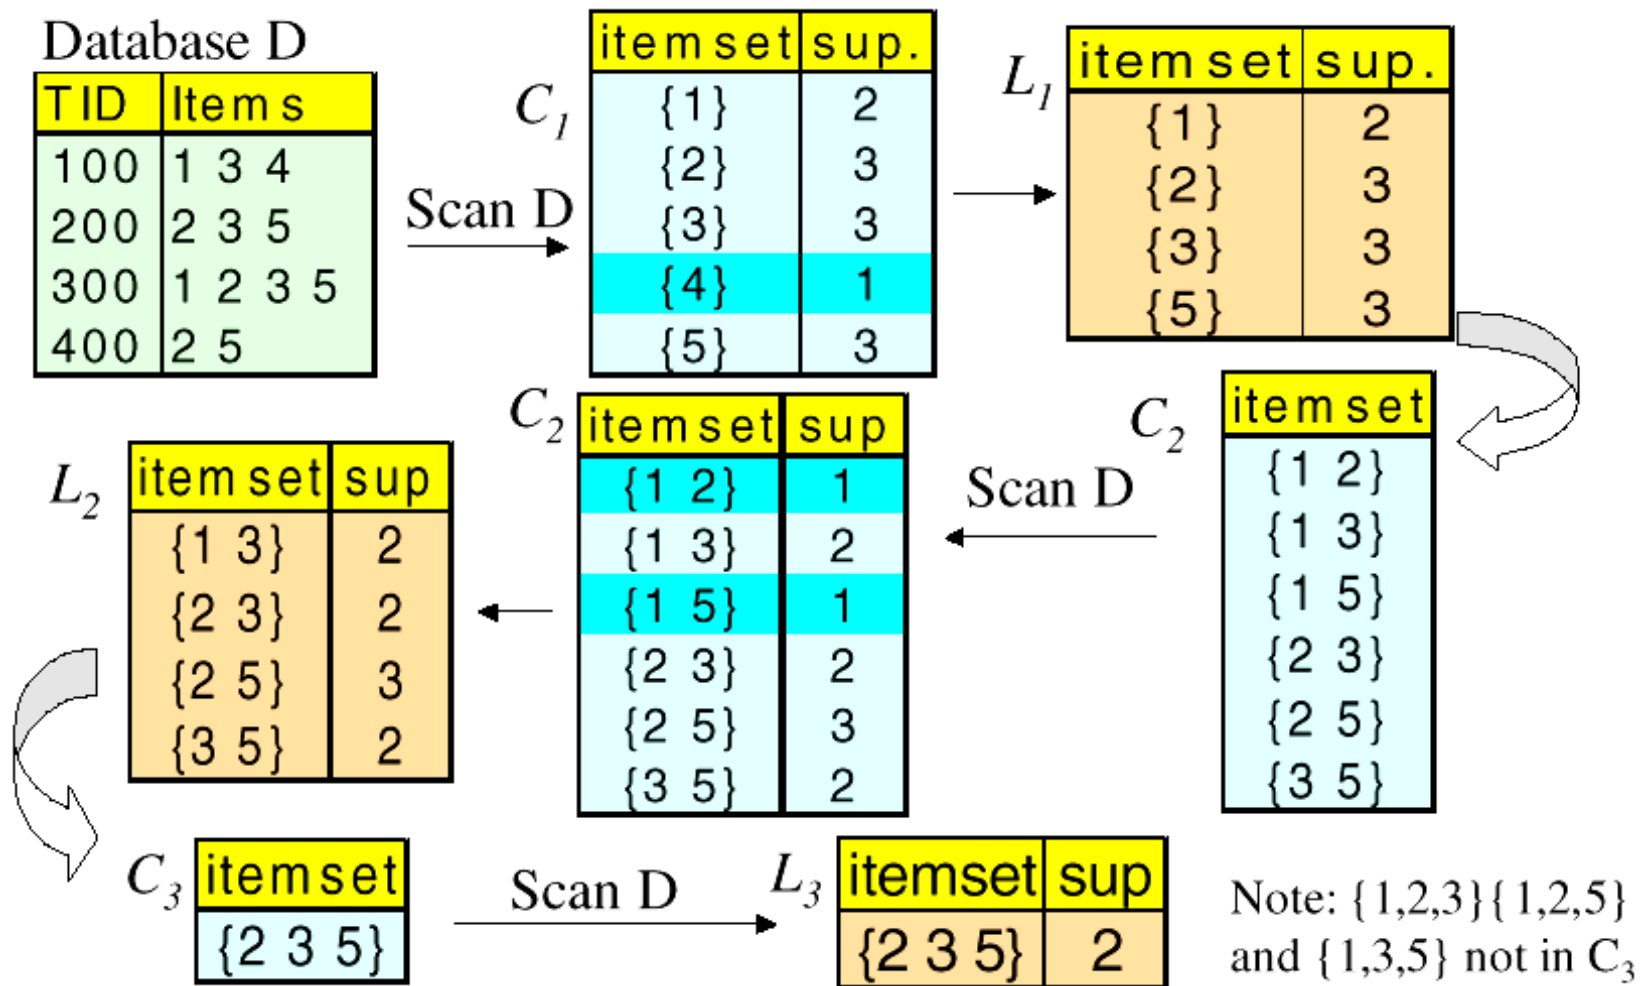 Database D
TID Items
100 1 3 4
200 2 3 5
300 1 2 3 5
400 2 5
Scan D
C1
itemset sup.
{1} 2
{2} 3
{3} 3
{4} 1
{5} 3
L1
itemset sup.
{1} 2
{2} 3
{3} 3
{5} 3
C2
itemset
{1 2}
{1 3}
{1 5}
{2 3}
{2 5}
{3 5}
Scan D
C2
itemset sup
{1 2} 1
{1 3} 2
{1 5} 1
{2 3} 2
{2 5} 3
{3 5} 2
L2
itemset sup
{1 3} 2
{2 3} 2
{2 5} 3
{3 5} 2
C3
itemset
{2 3 5}
Scan D
L3
itemset sup
{2 3 5} 2
Note: {1,2,3}{1,2,5}
and {1,3,5} not in C3